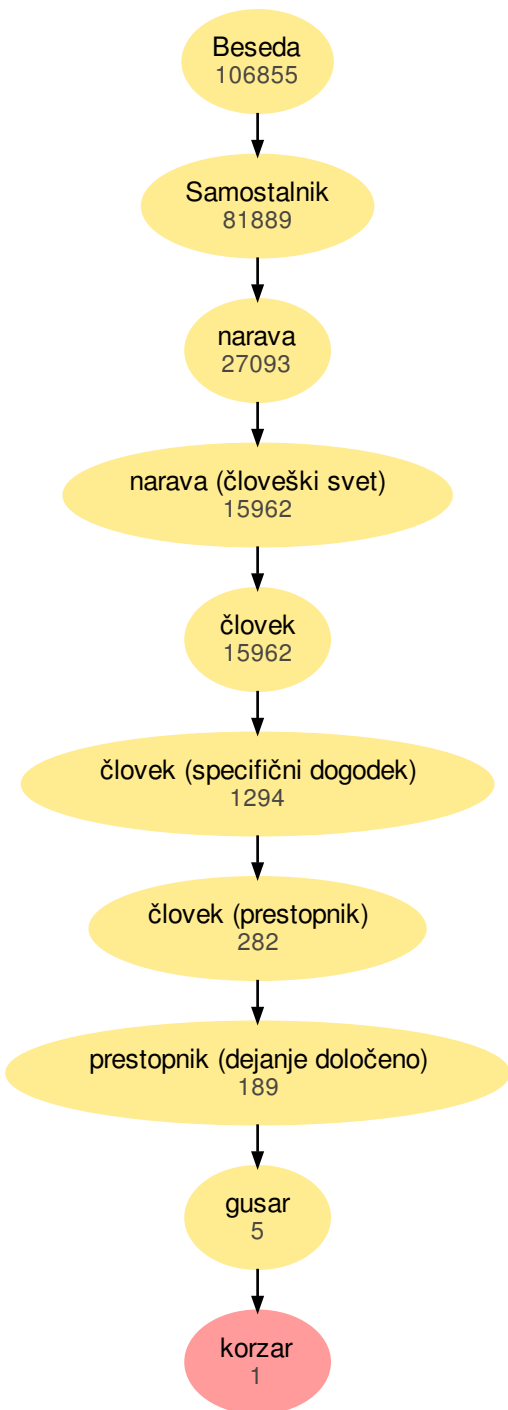 Beseda
106855
Samostalnik
81889
narava
27093
narava (človeški svet)
15962
človek
15962
človek (specifični dogodek)
1294
človek (prestopnik)
282
prestopnik (dejanje določeno)
189
gusar
5
korzar
1